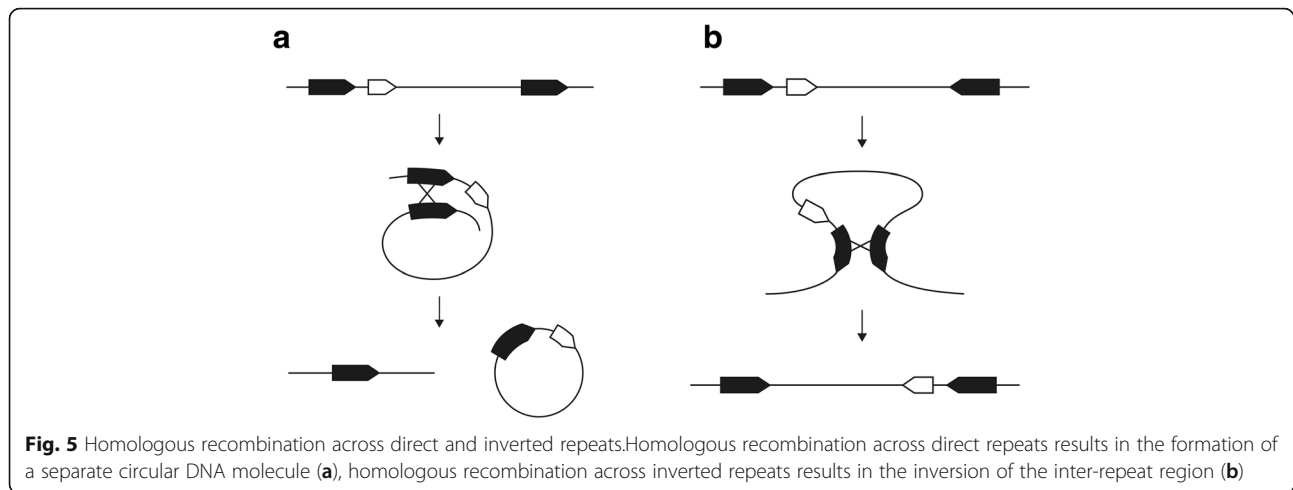 a
b
Fig. 5 Homologous recombination across direct and inverted repeats.Homologous recombination across direct repeats results in the formation of
a separate circular DNA molecule (a), homologous recombination across inverted repeats results in the inversion of the inter-repeat region (b)